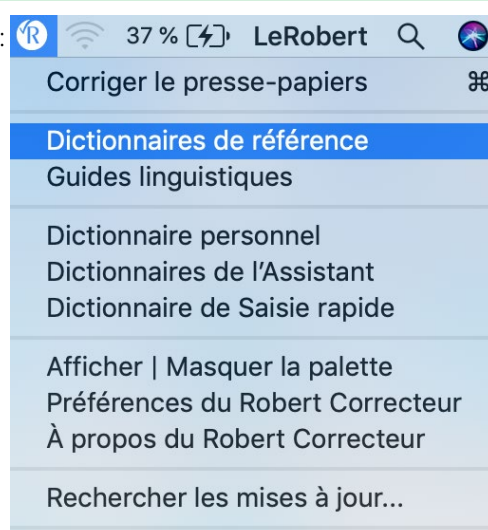 : R 37 % LeRobert
Corriger le presse-papiers ⌘
Dictionnaires de référence
Guides linguistiques
Dictionnaire personnel
Dictionnaires de l’Assistant
Dictionnaire de Saisie rapide
Afficher | Masquer la palette
Préférences du Robert Correcteur
À propos du Robert Correcteur
Rechercher les mises à jour...